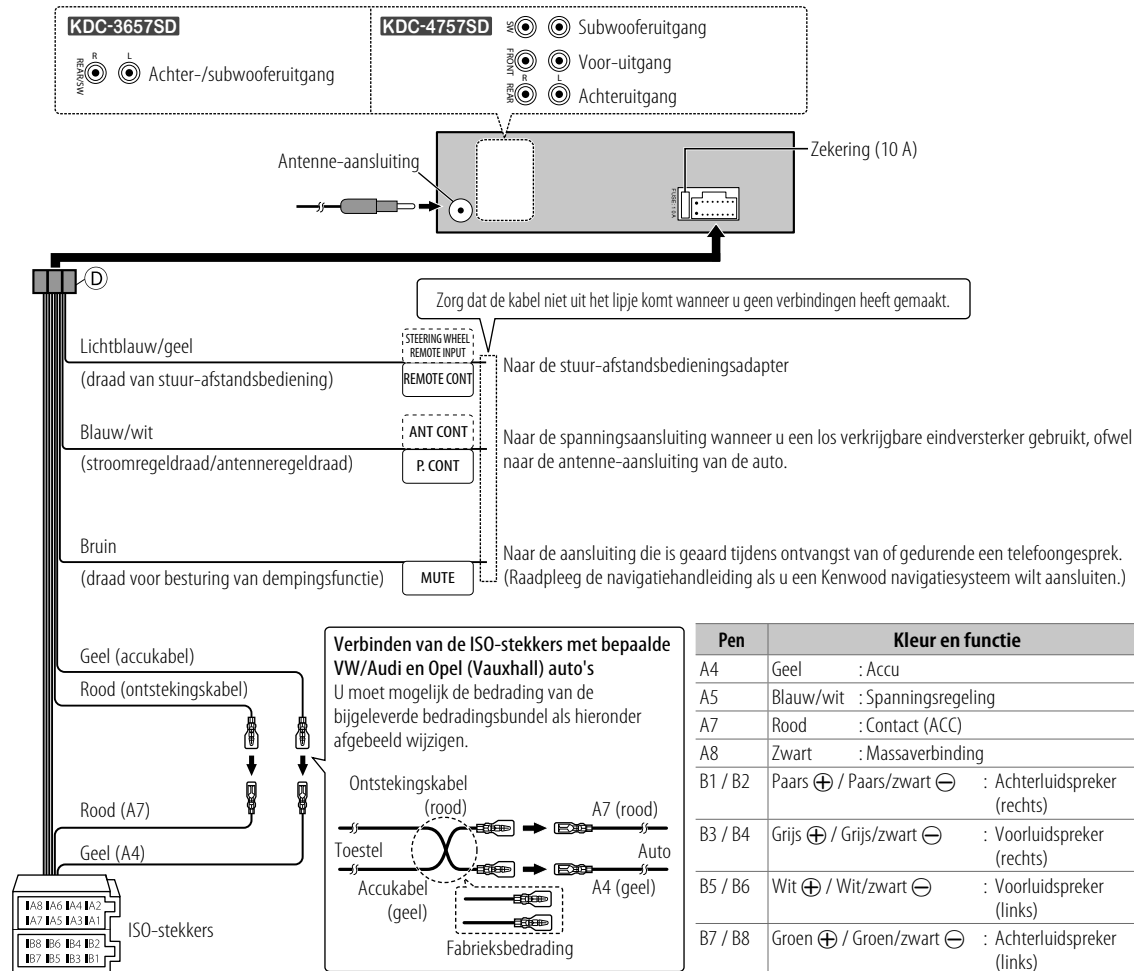 KDC-3657SD
R L
REAR/SW
Achter-/subwooferuitgang
KDC-4757SD
SW
Subwooferuitgang
FRONT
Voor-uitgang
R L
REAR
Achteruitgang
Antenne-aansluiting
Zekering (10 A)
FUSE: 10A
D
Zorg dat de kabel niet uit het lipje komt wanneer u geen verbindingen heeft gemaakt.
Lichtblauw/geel
(draad van stuur-afstandsbediening)
STEERING WHEEL
REMOTE INPUT
REMOTE CONT
Naar de stuur-afstandsbedieningsadapter
Blauw/wit
(stroomregeldraad/antenneregeldraad)
ANT CONT
P. CONT
Naar de spanningsaansluiting wanneer u een los verkrijgbare eindversterker gebruikt, ofwel
naar de antenne-aansluiting van de auto.
Bruin
(draad voor besturing van dempingsfunctie)
MUTE
Naar de aansluiting die is geaard tijdens ontvangst van of gedurende een telefoongesprek.
(Raadpleeg de navigatiehandleiding als u een Kenwood navigatiesysteem wilt aansluiten.)
Geel (accukabel)
Rood (ontstekingskabel)
Rood (A7)
Geel (A4)
A8 A6 A4 A2
A7 A5 A3 A1
B8 B6 B4 B2
B7 B5 B3 B1
ISO-stekkers
Verbinden van de ISO-stekkers met bepaalde
VW/Audi en Opel (Vauxhall) auto's
U moet mogelijk de bedrading van de
bijgeleverde bedradingsbundel als hieronder
afgebeeld wijzigen.
Ontstekingskabel
(rood)
A7 (rood)
Toestel
Auto
Accukabel
(geel)
A4 (geel)
Fabrieksbedrading
Pen Kleur en functie
A4 Geel : Accu
A5 Blauw/wit : Spanningsregeling
A7 Rood : Contact (ACC)
A8 Zwart : Massaverbinding
B1 / B2 Paars ⊕ / Paars/zwart ⊖ : Achterluidspreker
(rechts)
B3 / B4 Grijs ⊕ / Grijs/zwart ⊖ : Voorluidspreker
(rechts)
B5 / B6 Wit ⊕ / Wit/zwart ⊖ : Voorluidspreker
(links)
B7 / B8 Groen ⊕ / Groen/zwart ⊖ : Achterluidspreker
(links)